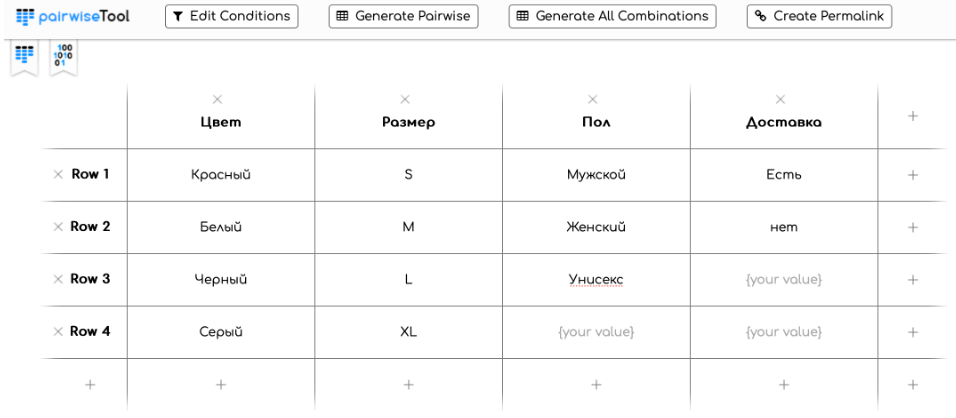 pairwiseTool Edit Conditions Generate Pairwise Generate All Combinations Create Permalink
100
1010
01
Цвет Размер Пол Доставка
Row 1 Красный S Мужской Есть
Row 2 Белый M Женский нет
Row 3 Черный L Унисекс {your value}
Row 4 Серый XL {your value} {your value}